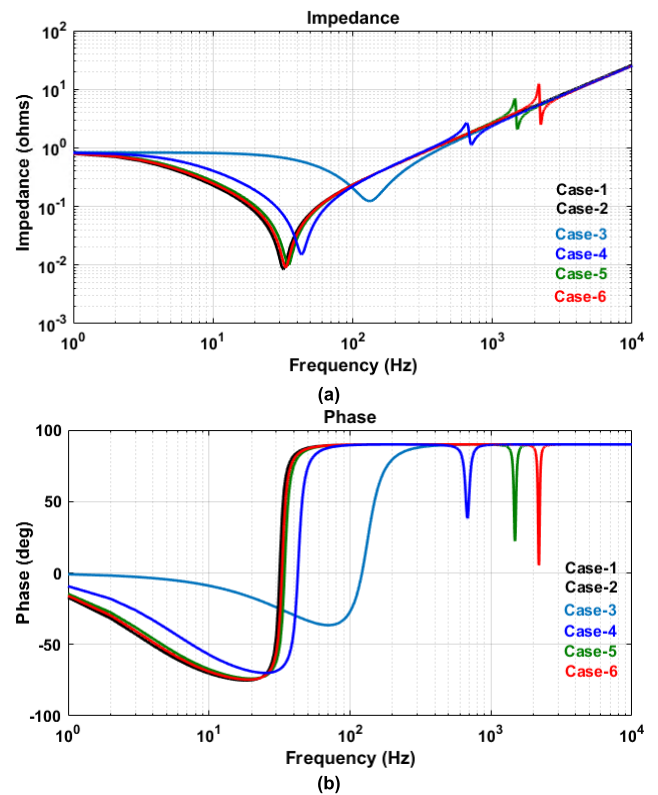 Impedance
10^2
10^1
10^0
10^-1
10^-2
10^-3
Impedance (ohms)
Case-1
Case-2
Case-3
Case-4
Case-5
Case-6
10^0
10^1
10^2
10^3
10^4
Frequency (Hz)
(a)
Phase
100
50
0
-50
-100
Phase (deg)
Case-1
Case-2
Case-3
Case-4
Case-5
Case-6
10^0
10^1
10^2
10^3
10^4
Frequency (Hz)
(b)